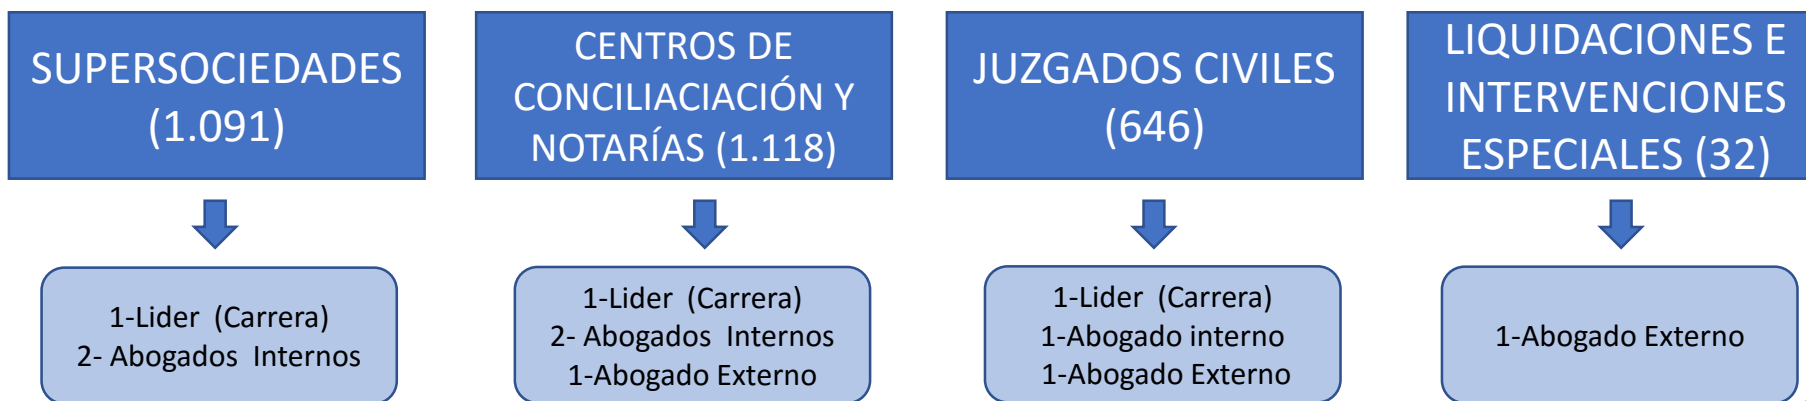 SUPERSOCIEDADES
(1.091)
CENTROS DE
CONCILIACIACIÓN Y
NOTARÍAS (1.118)
JUZGADOS CIVILES
(646)
LIQUIDACIONES E
INTERVENCIONES
ESPECIALES (32)
1-Lider (Carrera)
2- Abogados Internos
1-Lider (Carrera)
2- Abogados Internos
1-Abogado Externo
1-Lider (Carrera)
1-Abogado interno
1-Abogado Externo
1-Abogado Externo